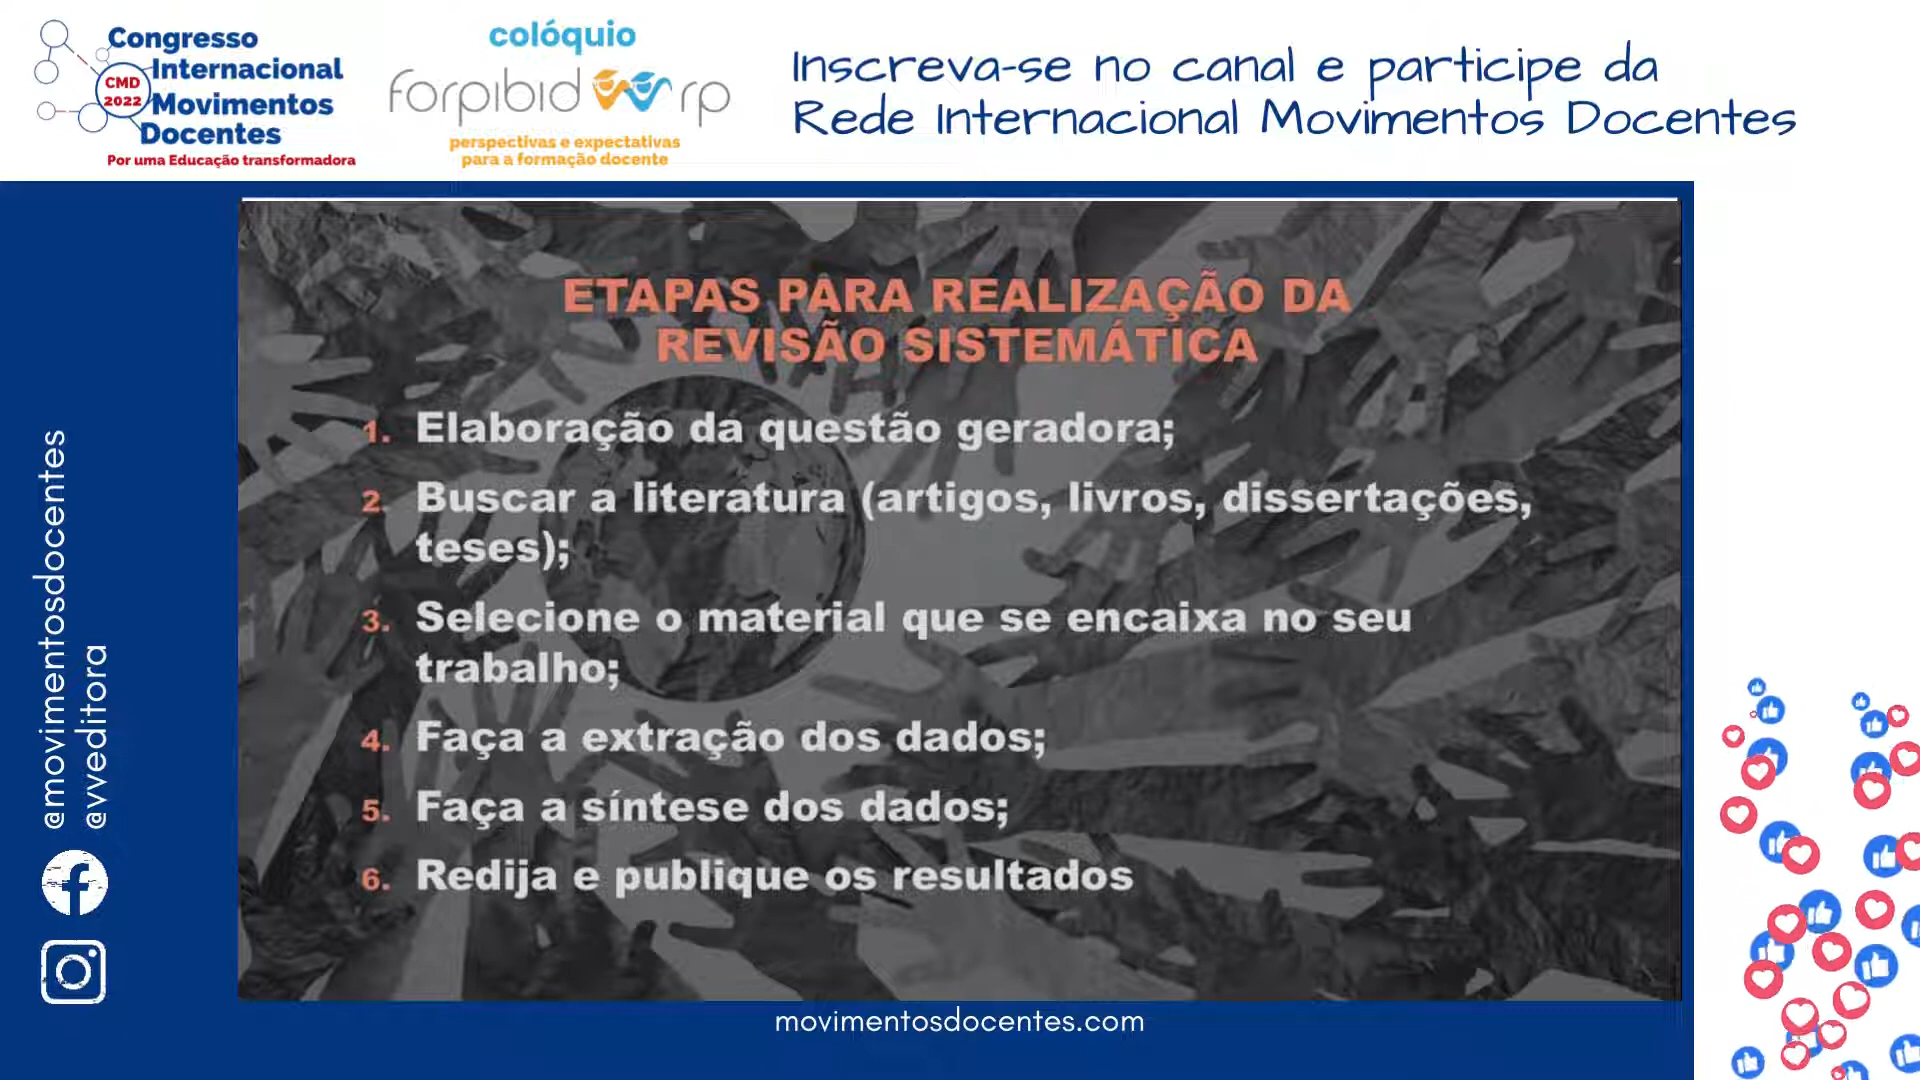 Congresso
Internacional
CMD
2022
Movimentos
Docentes
Por uma Educação transformadora
colóquio
forpibid rp
perspectivas e expectativas
para a formação docente
Inscreva-se no canal e participe da
Rede Internacional Movimentos Docentes
@movimentosdocentes
@vveditora
ETAPAS PARA REALIZAÇÃO DA
REVISÃO SISTEMÁTICA
1. Elaboração da questão geradora;
2. Buscar a literatura (artigos, livros, dissertações,
teses);
3. Selecione o material que se encaixa no seu
trabalho;
4. Faça a extração dos dados;
5. Faça a síntese dos dados;
6. Redija e publique os resultados
movimentosdocentes.com